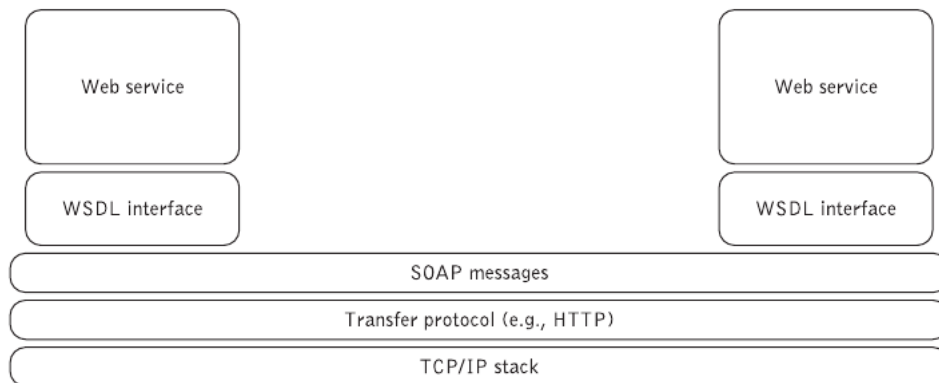 Web service
Web service
WSDL interface
WSDL interface
SOAP messages
Transfer protocol (e.g., HTTP)
TCP/IP stack